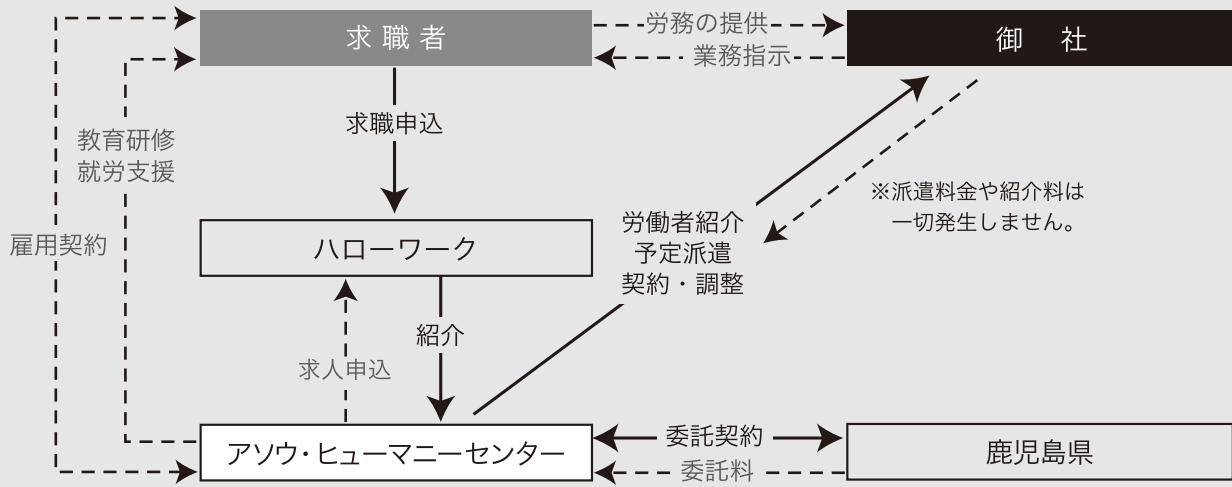 求職者
労務の提供
業務指示
御社
求職申込
教育研修
就労支援
※派遣料金や紹介料は
一切発生しません。
雇用契約
ハローワーク
労働者紹介
予定派遣
契約・調整
紹介
求人申込
アソウ・ヒューマニーセンター
委託契約
委託料
鹿児島県